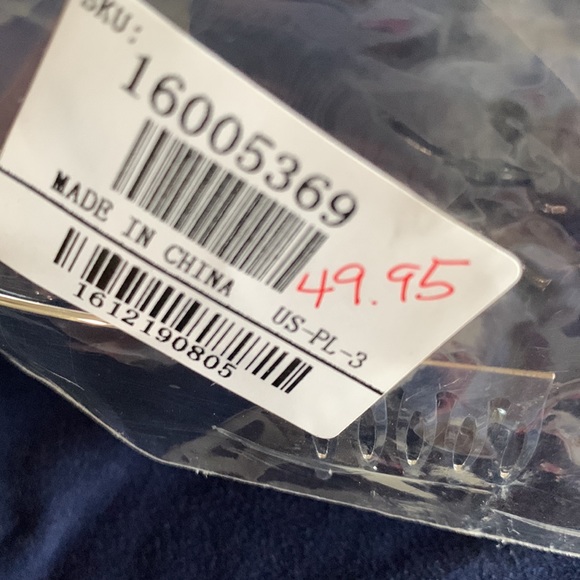 SKU:
16005369
49.95
MADE IN CHINA
US-PL-3
1612190805